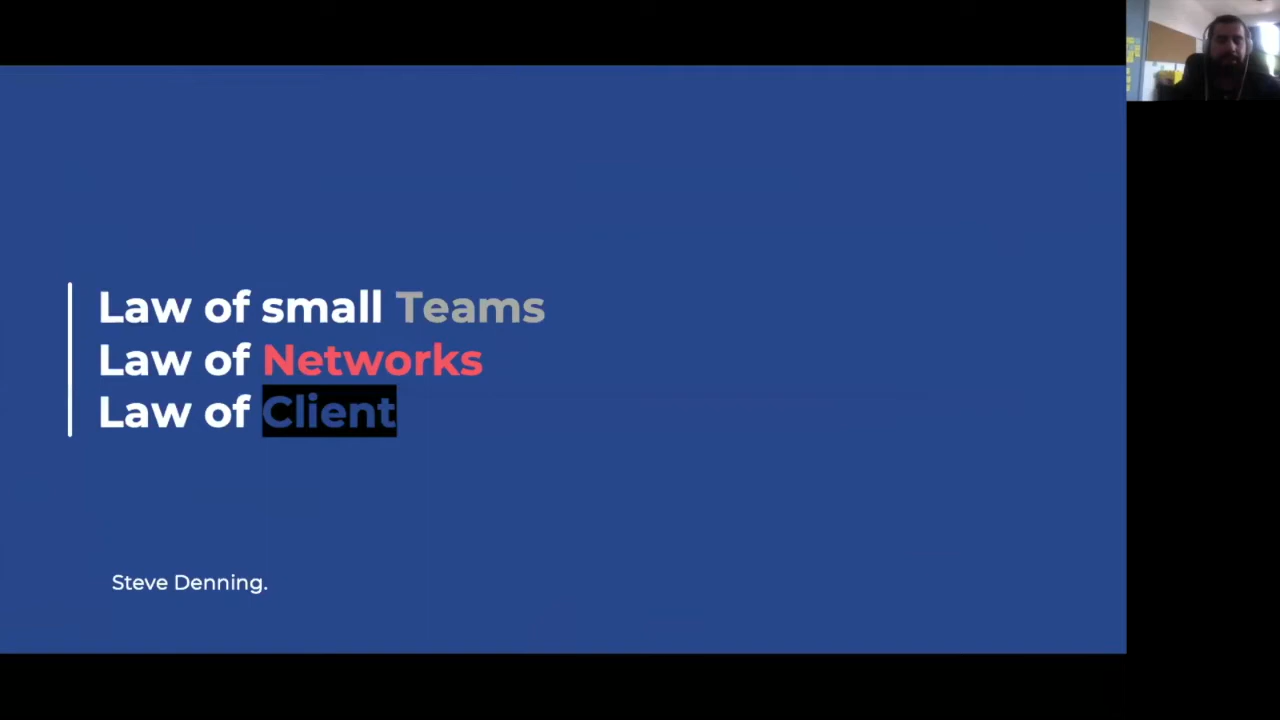 Law of small Teams
Law of Networks
Law of Client
Steve Denning.